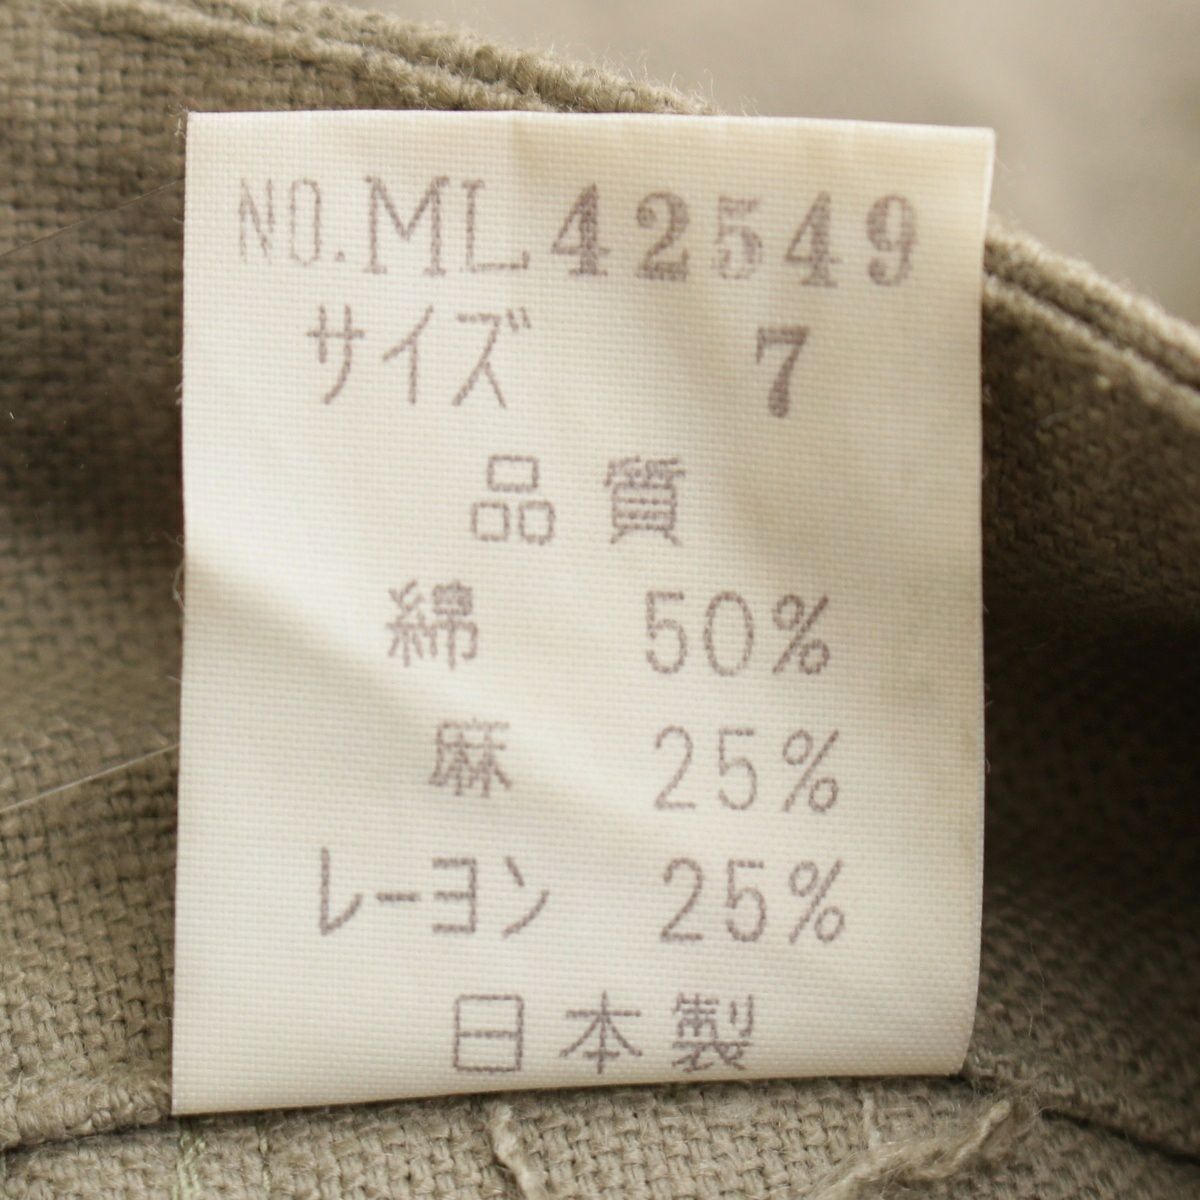 NO.ML42549
サイズ 7
品質
綿 50%
麻 25%
レーヨン 25%
日本製